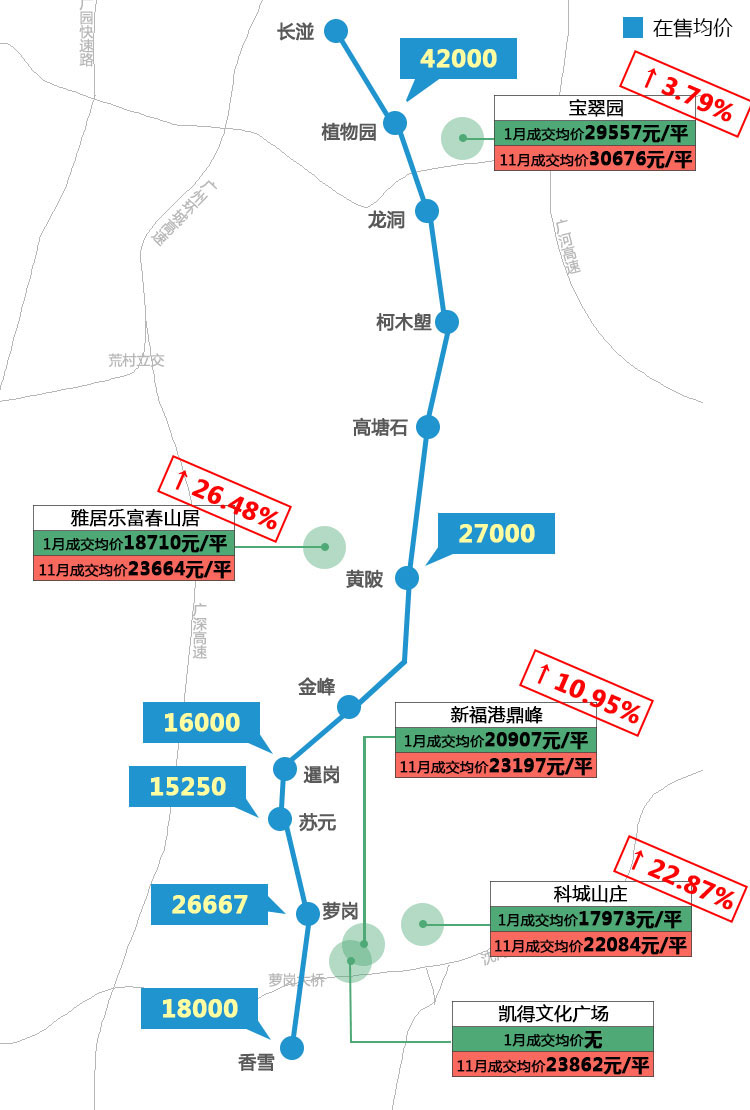 广园快速路
长湴
在售均价
42000
↑ 3.79%
宝翠园
1月成交均价29557元/平
11月成交均价30676元/平
植物园
广州环城高速
龙洞
广河高速
柯木塱
荒村立交
高塘石
↑ 26.48%
雅居乐富春山居
1月成交均价18710元/平
11月成交均价23664元/平
27000
黄陂
广深高速
金峰
↑ 10.95%
新福港鼎峰
1月成交均价20907元/平
11月成交均价23197元/平
16000
暹岗
15250
苏元
↑ 22.87%
科城山庄
1月成交均价17973元/平
11月成交均价22084元/平
26667
萝岗
萝岗大桥
凯得文化广场
1月成交均价无
11月成交均价23862元/平
18000
香雪